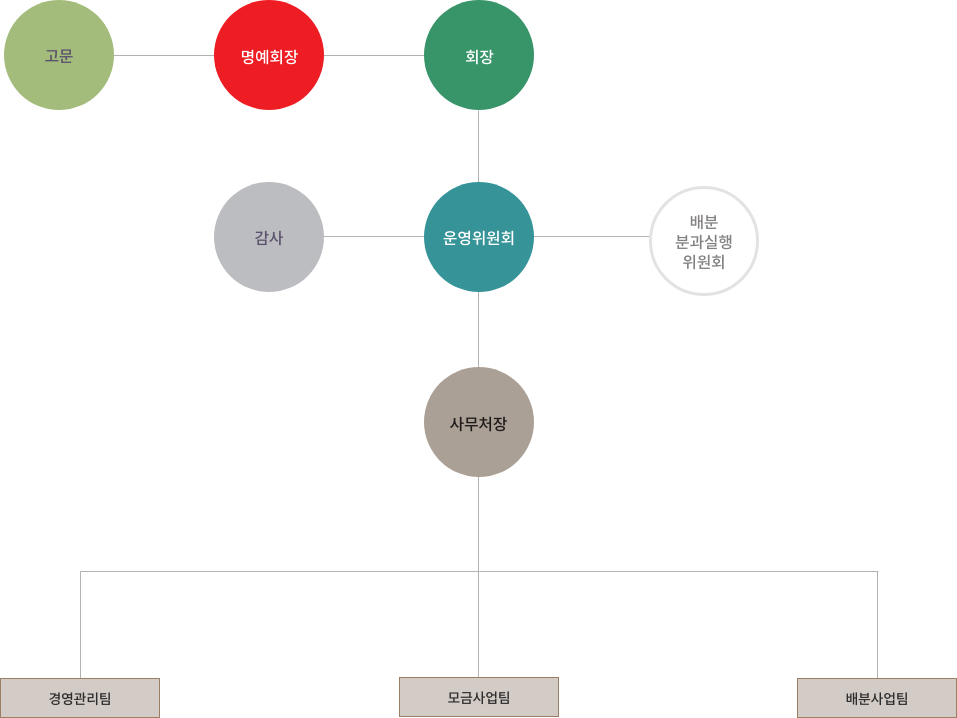 고문
명예회장
회장
감사
운영위원회
배분
분과실행
위원회
사무처장
경영관리팀
모금사업팀
배분사업팀